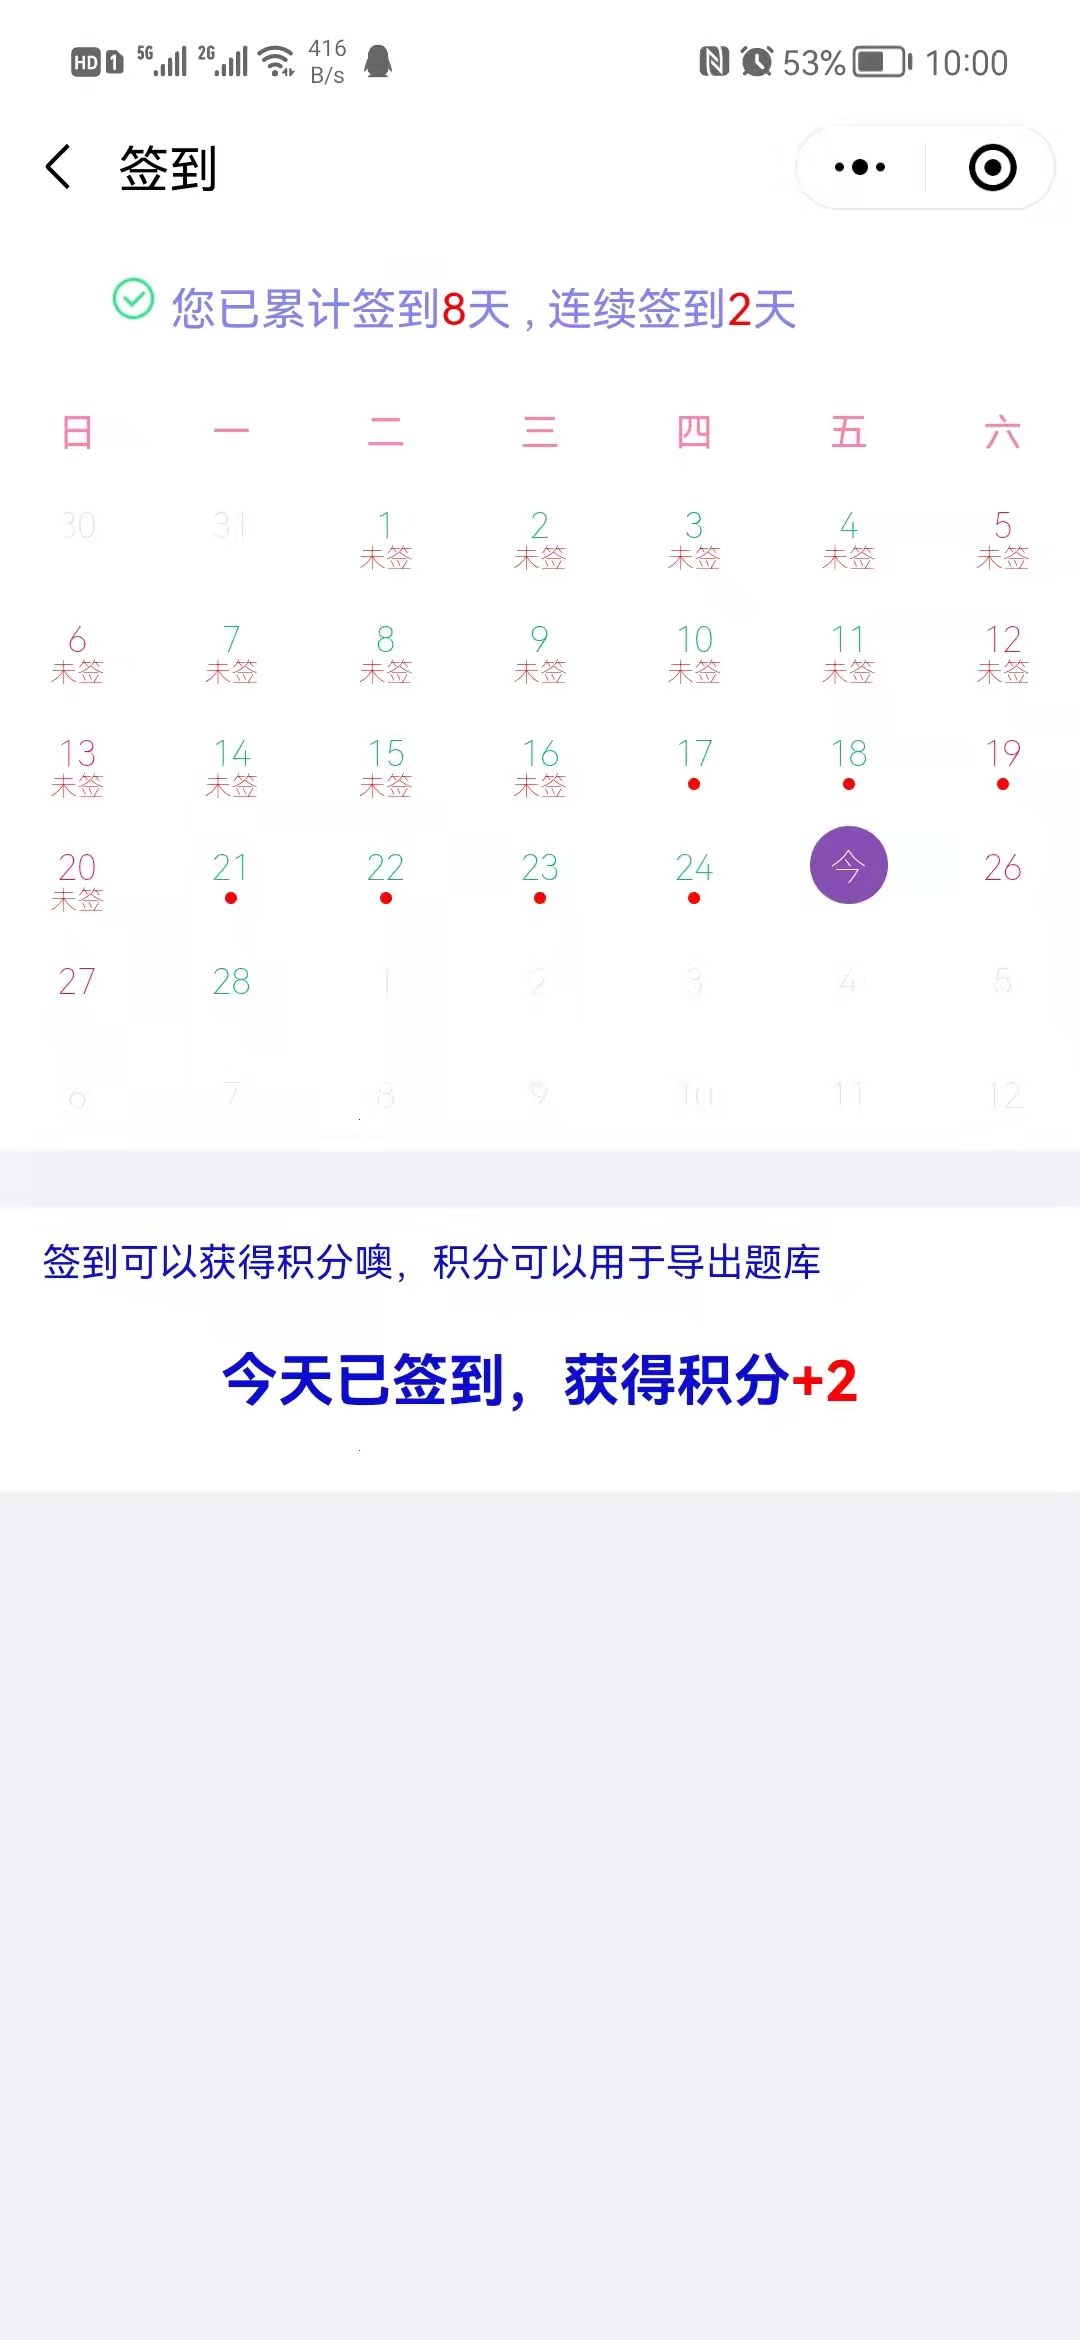 HD 1 5G 2G 416 B/s 53% 10:00
签到
您已累计签到8天 , 连续签到2天
日 一 二 三 四 五 六
30 31 1 2 3 4 5
未签 未签 未签 未签 未签
6 7 8 9 10 11 12
未签 未签 未签 未签 未签 未签 未签
13 14 15 16 17 18 19
未签 未签 未签 未签
20 21 22 23 24 今 26
未签
27 28 1 2 3 4 5
6 7 8 9 10 11 12
签到可以获得积分噢，积分可以用于导出题库
今天已签到，获得积分+2